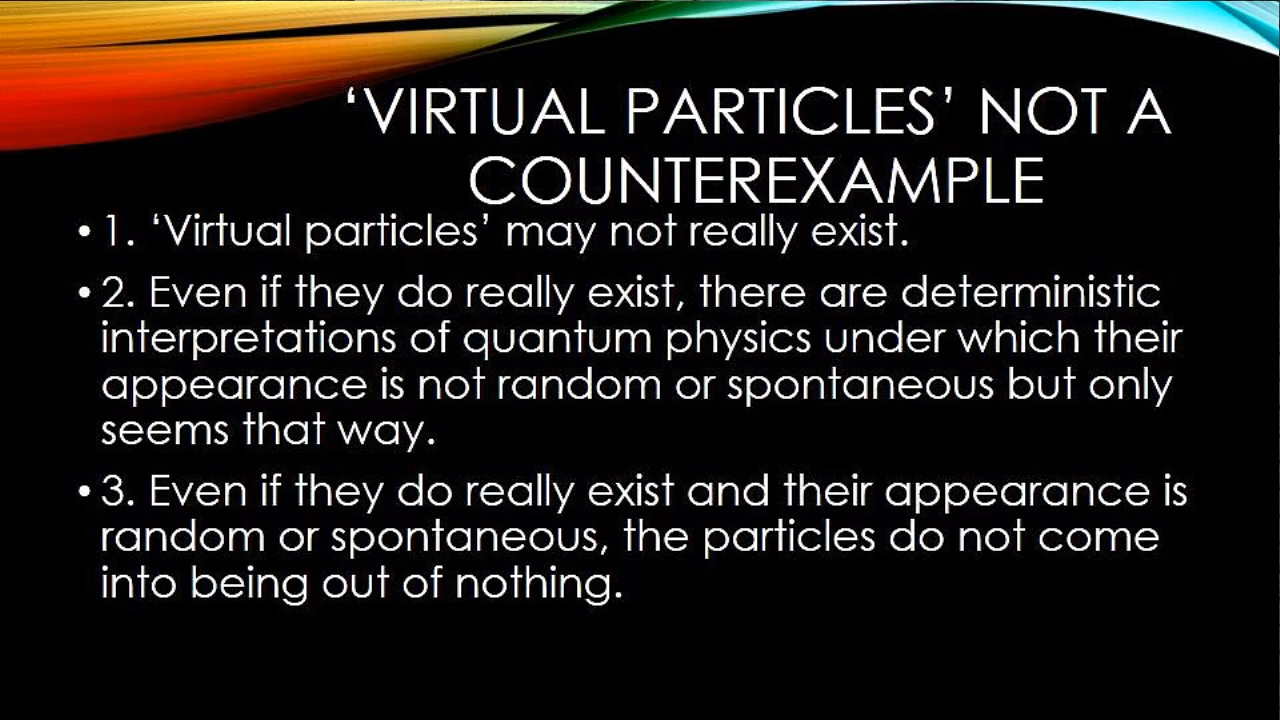 ‘VIRTUAL PARTICLES’ NOT A
COUNTEREXAMPLE
• 1. ‘Virtual particles’ may not really exist.
• 2. Even if they do really exist, there are deterministic
interpretations of quantum physics under which their
appearance is not random or spontaneous but only
seems that way.
• 3. Even if they do really exist and their appearance is
random or spontaneous, the particles do not come
into being out of nothing.